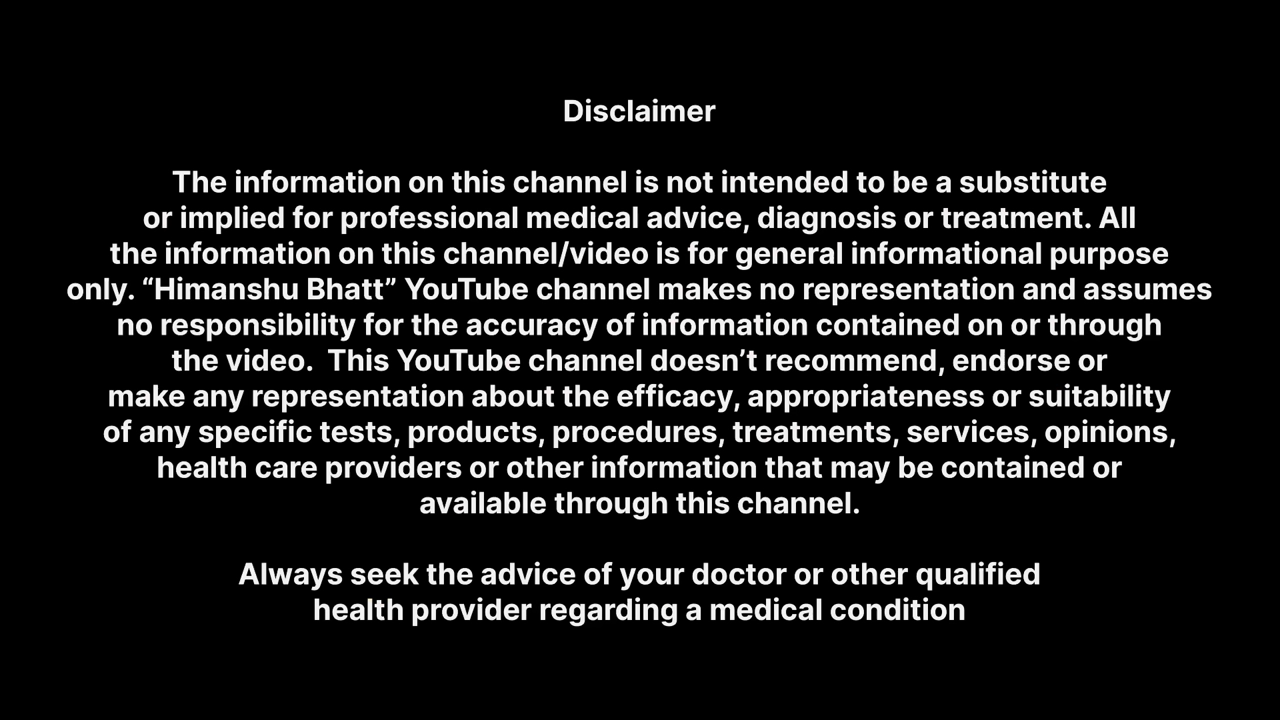 Disclaimer
The information on this channel is not intended to be a substitute
or implied for professional medical advice, diagnosis or treatment. All
the information on this channel/video is for general informational purpose
only. “Himanshu Bhatt” YouTube channel makes no representation and assumes
no responsibility for the accuracy of information contained on or through
the video.  This YouTube channel doesn’t recommend, endorse or
make any representation about the efficacy, appropriateness or suitability
of any specific tests, products, procedures, treatments, services, opinions,
health care providers or other information that may be contained or
available through this channel.
Always seek the advice of your doctor or other qualified
health provider regarding a medical condition